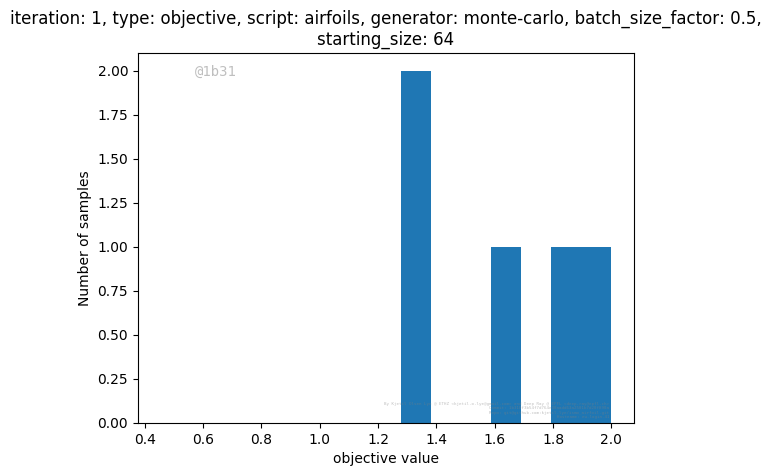 iteration: 1, type: objective, script: airfoils, generator: monte-carlo, batch_size_factor: 0.5,
starting_size: 64
@1b31
2.00
1.75
1.50
1.25
1.00
0.75
0.50
0.25
0.00
Number of samples
0.4 0.6 0.8 1.0 1.2 1.4 1.6 1.8 2.0
objective value